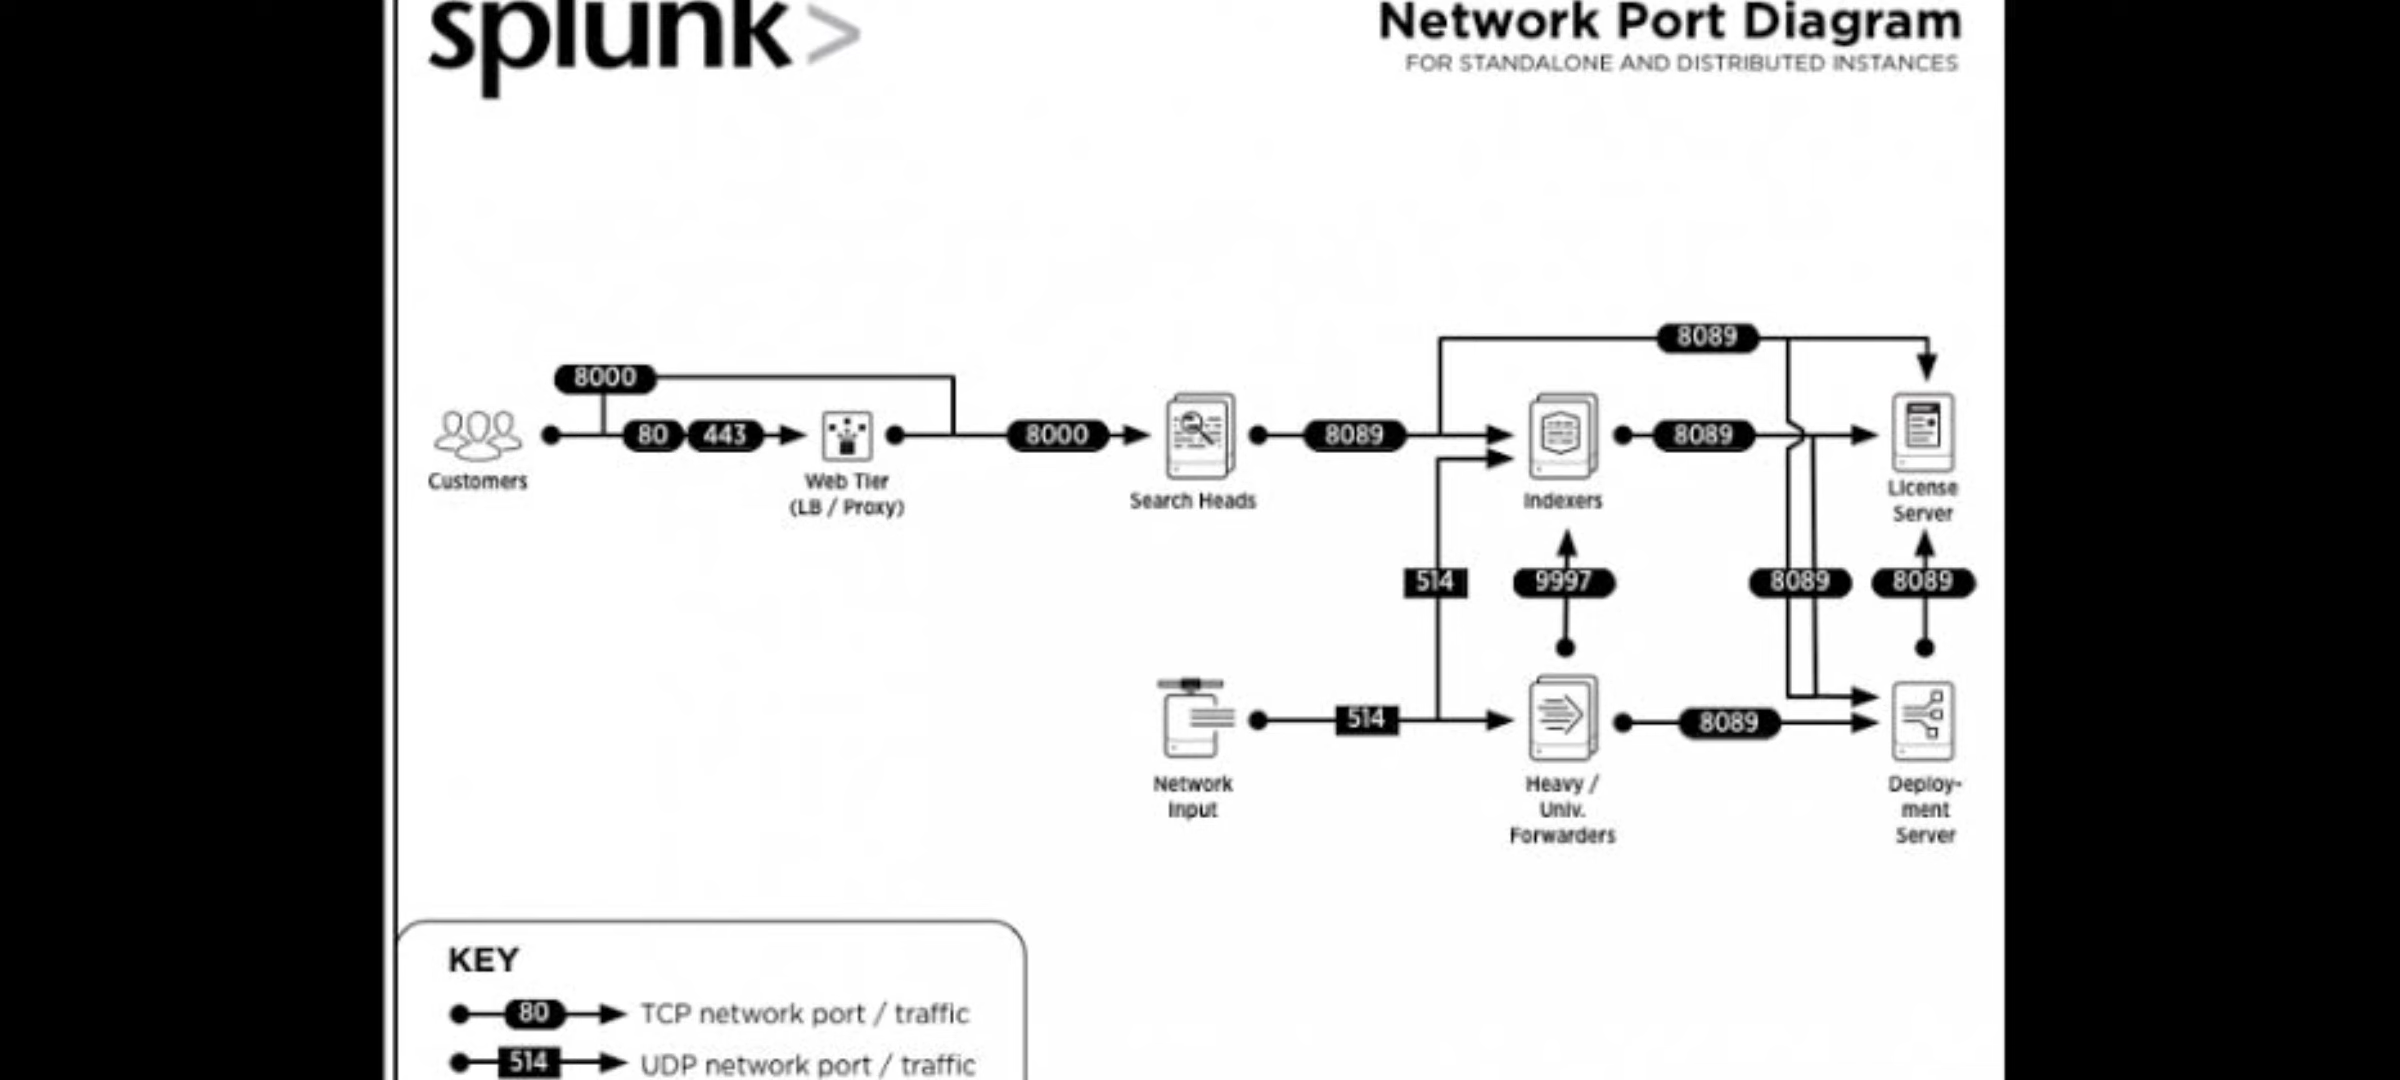 splunk>
Network Port Diagram
FOR STANDALONE AND DISTRIBUTED INSTANCES
8089
8000
80
443
8000
8089
8089
Customers
Web Tier
(LB / Proxy)
Search Heads
Indexers
License
Server
514
9997
8089
8089
514
8089
Network
Input
Heavy /
Univ.
Forwarders
Deploy-
ment
Server
KEY
80
TCP network port / traffic
514
UDP network port / traffic